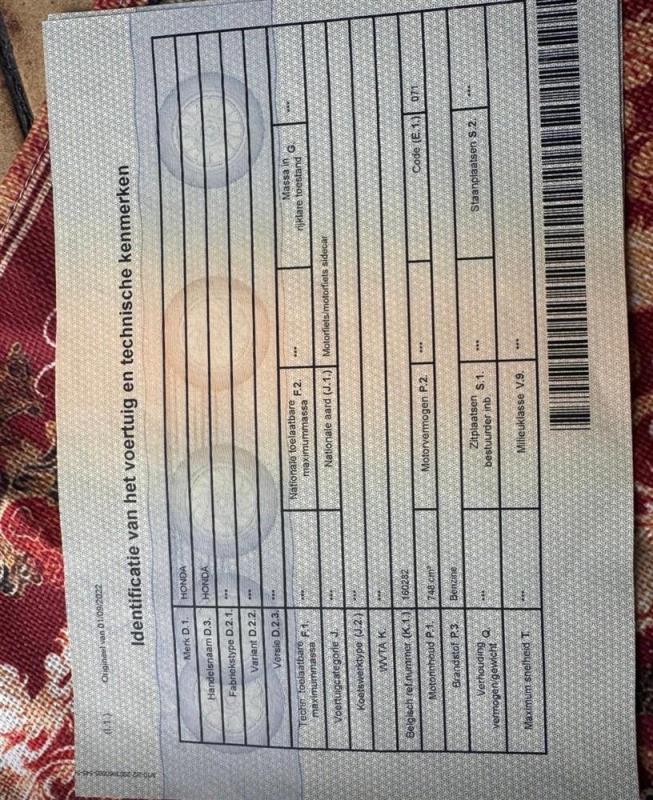 (I.1.) Origineel van 01/09/2022
Identificatie van het voertuig en technische kenmerken
Merk D.1. HONDA
Handelsnaam D.3. HONDA
Fabriekstype D.2.1. ***
Variant D.2.2. ***
Versie D.2.3. ***
Techn. toelaatbare maximummassa F.1. *** Nationale toelaatbare maximummassa F.2. *** Massa in rijklare toestand G. ***
Voertuigcategorie J. *** Nationale aard (J.1.) Motorfiets/motorfiets sidecar
Koetswerktype (J.2.) ***
WVTA K. ***
Belgisch ref.nummer (K.1.) 160282 Code (E.1.) 071
Motorinhoud P.1. 748 cm³ Motorvermogen P.2. ***
Brandstof P.3. Benzine
Verhouding vermogen/gewicht Q. *** Zitplaatsen bestuurder inb. S.1. *** Staanplaatsen S.2. ***
Maximum snelheid T. *** Milieuklasse V.9. ***